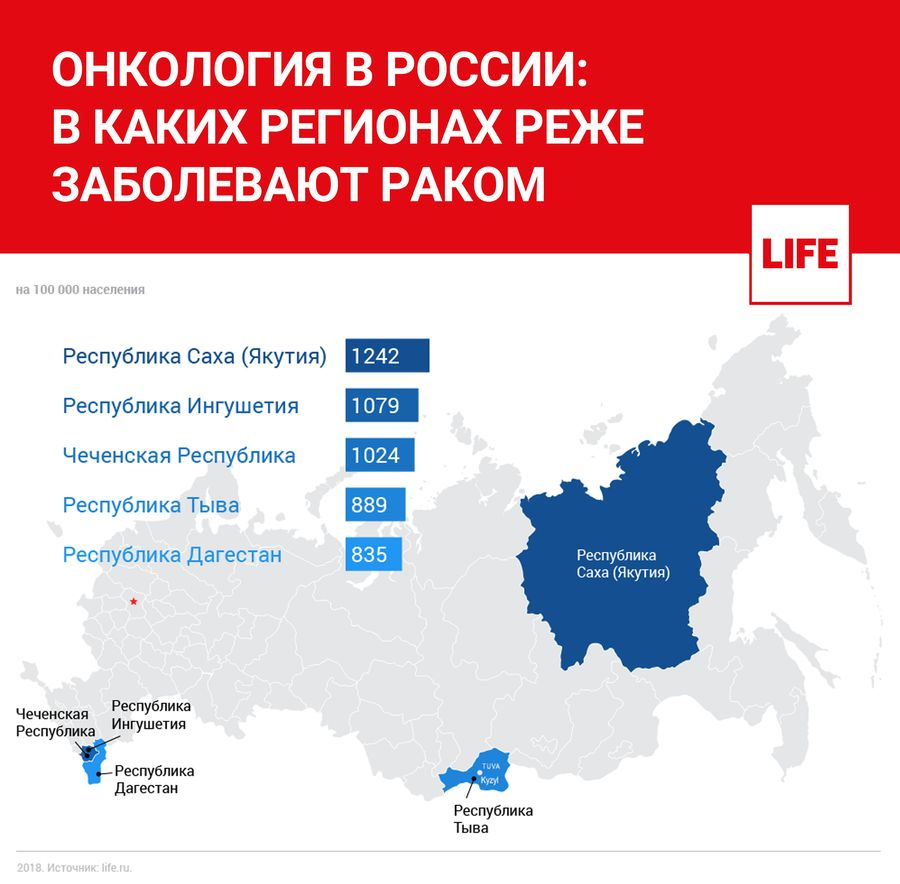 ОНКОЛОГИЯ В РОССИИ:
В КАКИХ РЕГИОНАХ РЕЖЕ
ЗАБОЛЕВАЮТ РАКОМ
LIFE
на 100 000 населения
Республика Саха (Якутия) 1242
Республика Ингушетия 1079
Чеченская Республика 1024
Республика Тыва 889
Республика Дагестан 835
Республика
Саха (Якутия)
Чеченская
Республика
Республика
Ингушетия
Республика
Дагестан
TUVA
Kyzyl
Республика
Тыва
2018. Источник: life.ru.